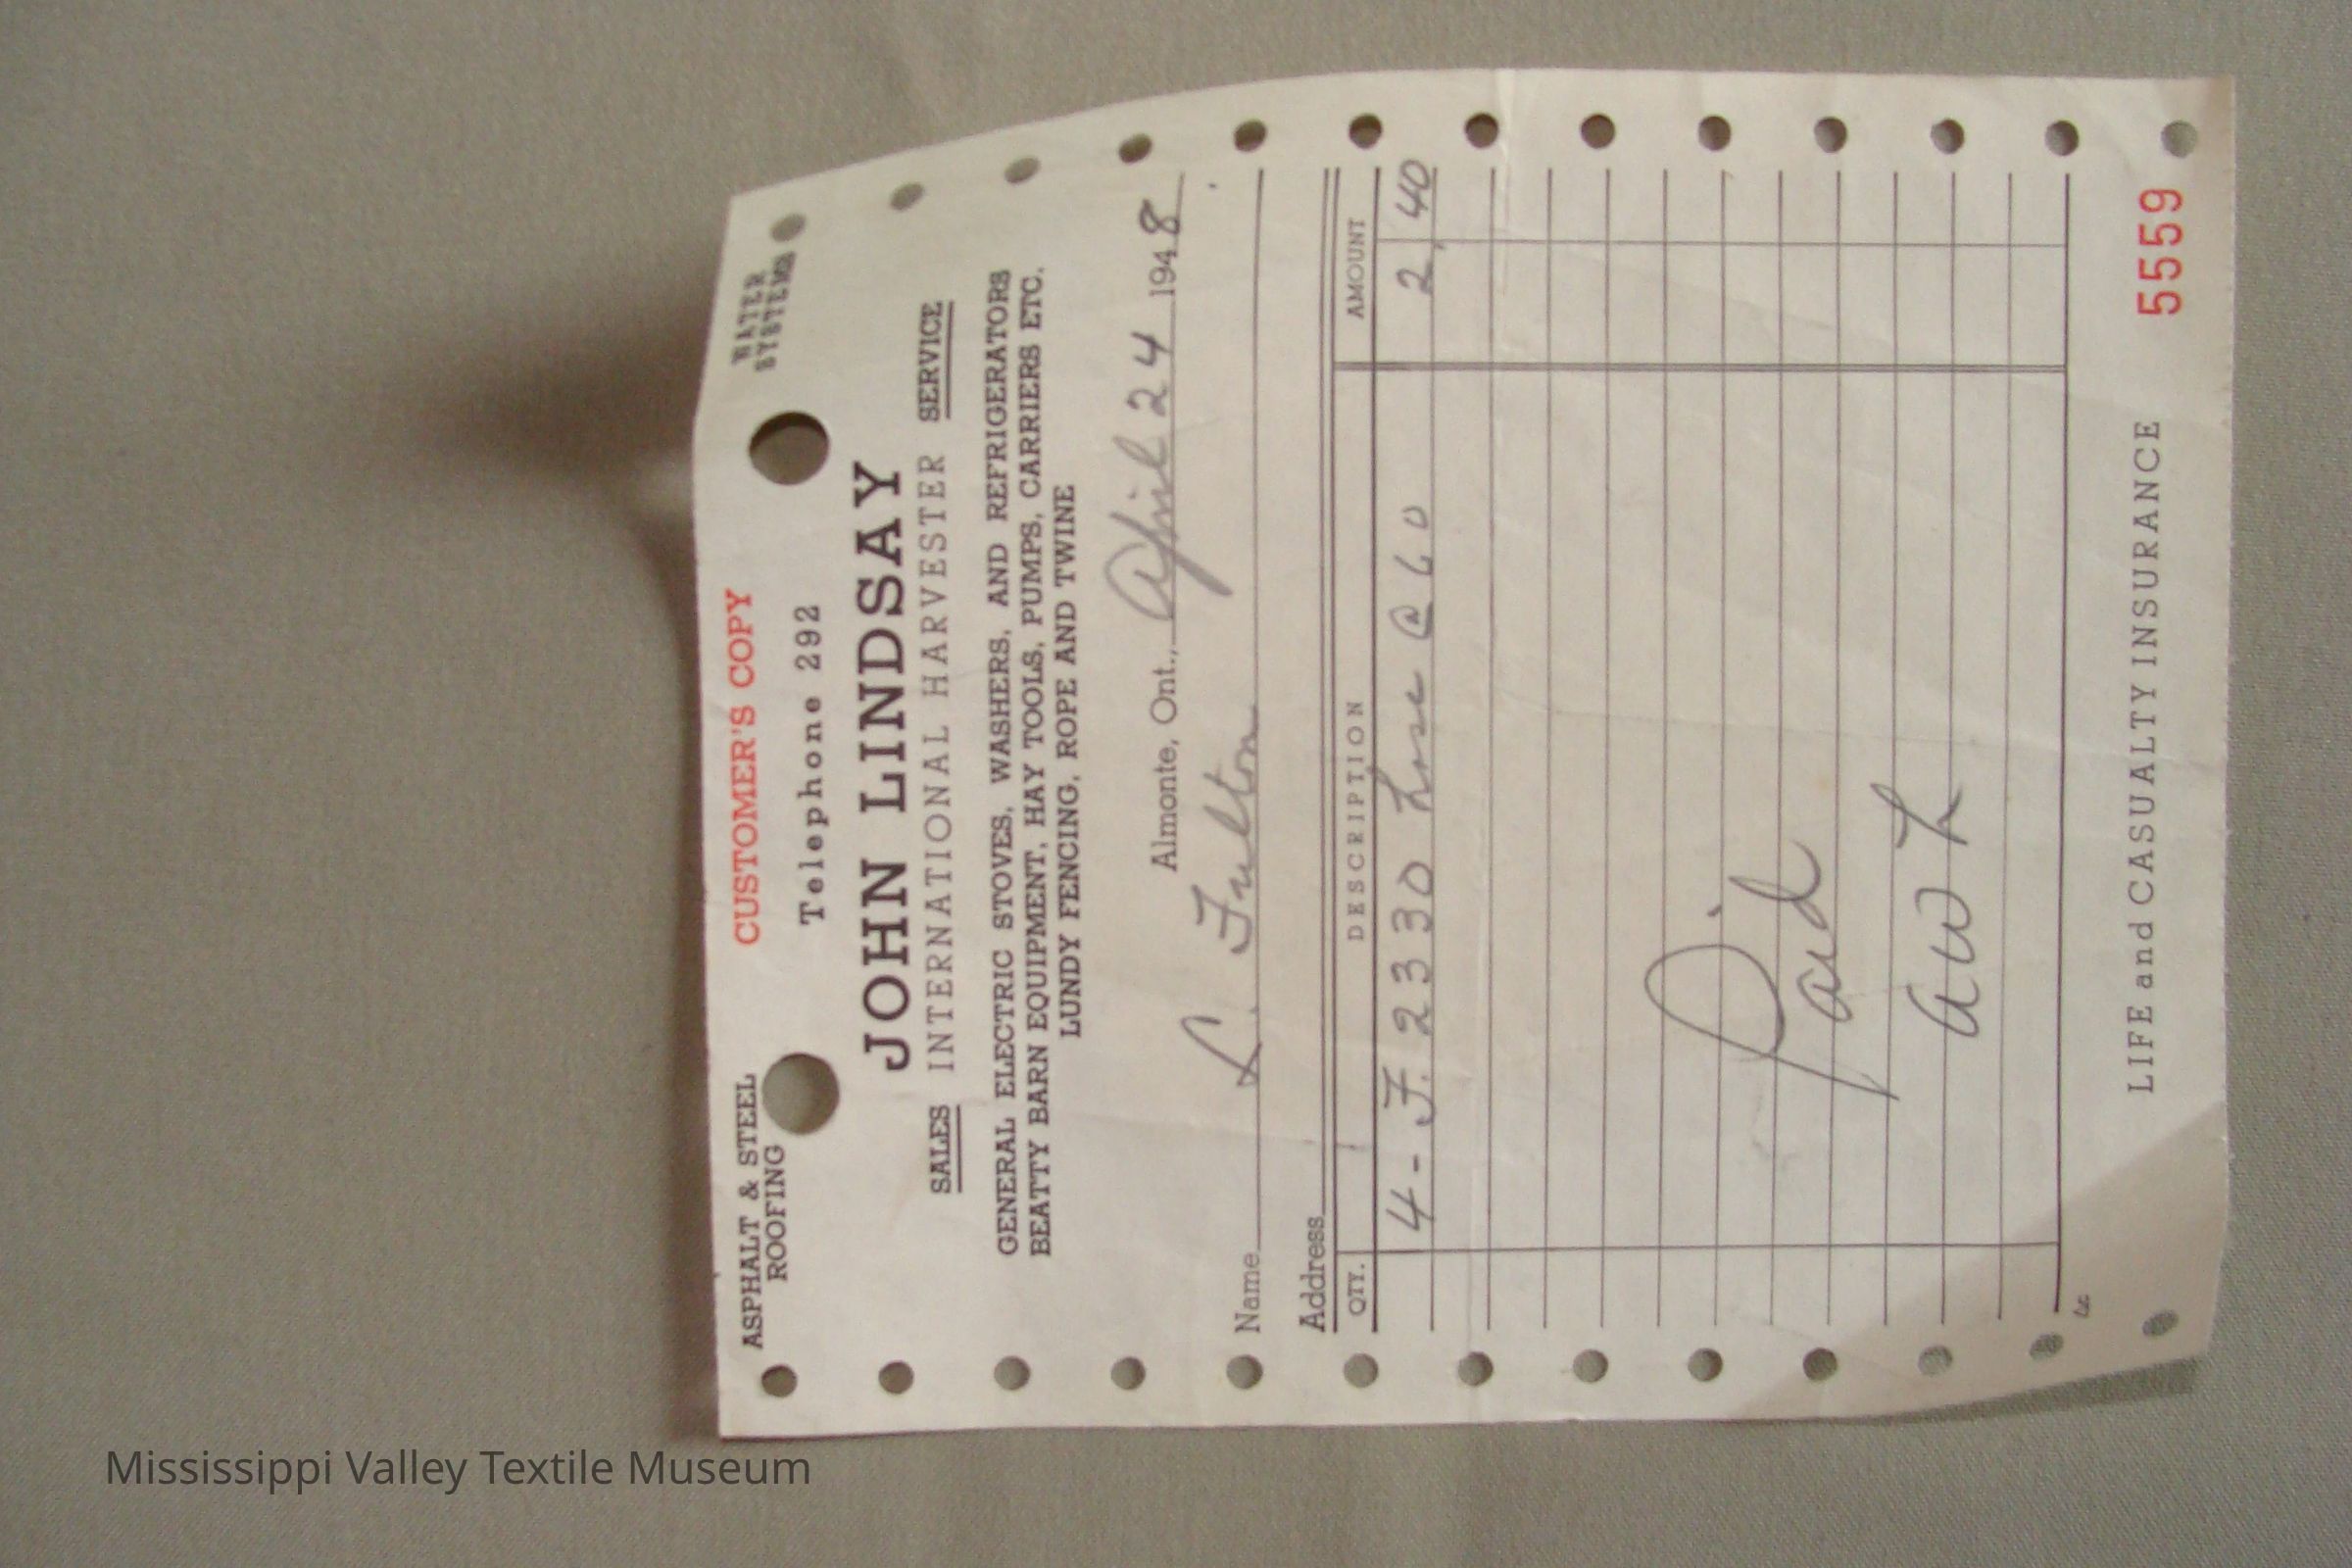 ASPHALT & STEEL
ROOFING
CUSTOMER'S COPY
WATER
SYSTEMS
Telephone 292
JOHN LINDSAY
SALES INTERNATIONAL HARVESTER SERVICE
GENERAL ELECTRIC STOVES, WASHERS, AND REFRIGERATORS
BEATTY BARN EQUIPMENT, HAY TOOLS, PUMPS, CARRIERS ETC.
LUNDY FENCING, ROPE AND TWINE
Almonte, Ont., April 24 1948
Name L. Fulton
Address
QTY. DESCRIPTION AMOUNT
4 - F. 2330 @ 60 2,40
Paid
AWL
LIFE and CASUALTY INSURANCE 5559
Mississippi Valley Textile Museum